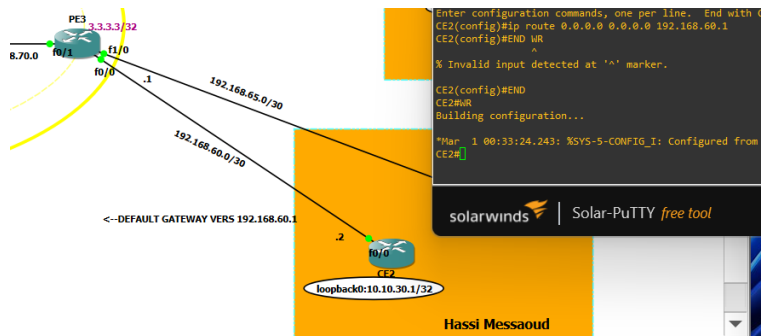 PE3
3.3.3.3/32
8.70.0
f0/1
f1/0
f0/0
.1
192.168.65.0/30
192.168.60.0/30
<--DEFAULT GATEWAY VERS 192.168.60.1
.2
f0/0
CE2
loopback0:10.10.30.1/32
Hassi Messaoud
Enter configuration commands, one per line.  End with C
CE2(config)#ip route 0.0.0.0 0.0.0.0 192.168.60.1
CE2(config)#END WR
^
% Invalid input detected at '^' marker.
CE2(config)#END
CE2#WR
Building configuration...
*Mar  1 00:33:24.243: %SYS-5-CONFIG_I: Configured from
CE2#
solarwinds | Solar-PuTTY free tool